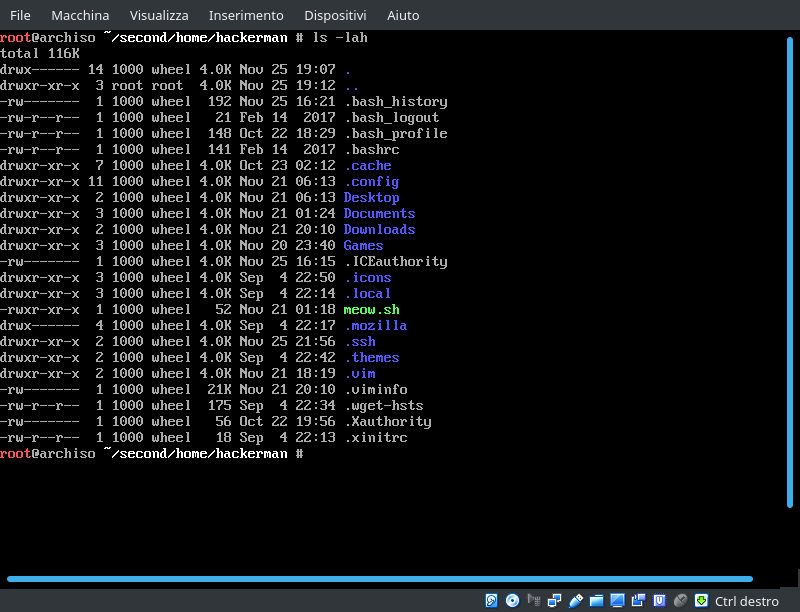 File Macchina Visualizza Inserimento Dispositivi Aiuto
root@archiso ~/second/home/hackerman # ls -lah
total 116K
drwx------ 14 1000 wheel 4.0K Nov 25 19:07 .
drwxr-xr-x  3 root root  4.0K Nov 25 19:12 ..
-rw-------  1 1000 wheel  192 Nov 25 16:21 .bash_history
-rw-r--r--  1 1000 wheel   21 Feb 14  2017 .bash_logout
-rw-r--r--  1 1000 wheel  148 Oct 22 18:29 .bash_profile
-rw-r--r--  1 1000 wheel  141 Feb 14  2017 .bashrc
drwxr-xr-x  7 1000 wheel 4.0K Oct 23 02:12 .cache
drwxr-xr-x 11 1000 wheel 4.0K Nov 21 06:13 .config
drwxr-xr-x  2 1000 wheel 4.0K Nov 21 06:13 Desktop
drwxr-xr-x  3 1000 wheel 4.0K Nov 21 01:24 Documents
drwxr-xr-x  2 1000 wheel 4.0K Nov 21 20:10 Downloads
drwxr-xr-x  3 1000 wheel 4.0K Nov 20 23:40 Games
-rw-------  1 1000 wheel    0 Nov 25 16:15 .ICEauthority
drwxr-xr-x  3 1000 wheel 4.0K Sep  4 22:50 .icons
drwxr-xr-x  3 1000 wheel 4.0K Sep  4 22:14 .local
-rwxr-xr-x  1 1000 wheel   52 Nov 21 01:18 meow.sh
drwx------  4 1000 wheel 4.0K Sep  4 22:17 .mozilla
drwxr-xr-x  2 1000 wheel 4.0K Nov 25 21:56 .ssh
drwxr-xr-x  2 1000 wheel 4.0K Sep  4 22:42 .themes
drwxr-xr-x  2 1000 wheel 4.0K Nov 21 18:19 .vim
-rw-------  1 1000 wheel  21K Nov 21 20:10 .viminfo
-rw-r--r--  1 1000 wheel  175 Sep  4 22:34 .wget-hsts
-rw-r--r--  1 1000 wheel   56 Oct 22 19:56 .Xauthority
-rw-r--r--  1 1000 wheel   18 Sep  4 22:13 .xinitrc
root@archiso ~/second/home/hackerman #
Ctrl destro